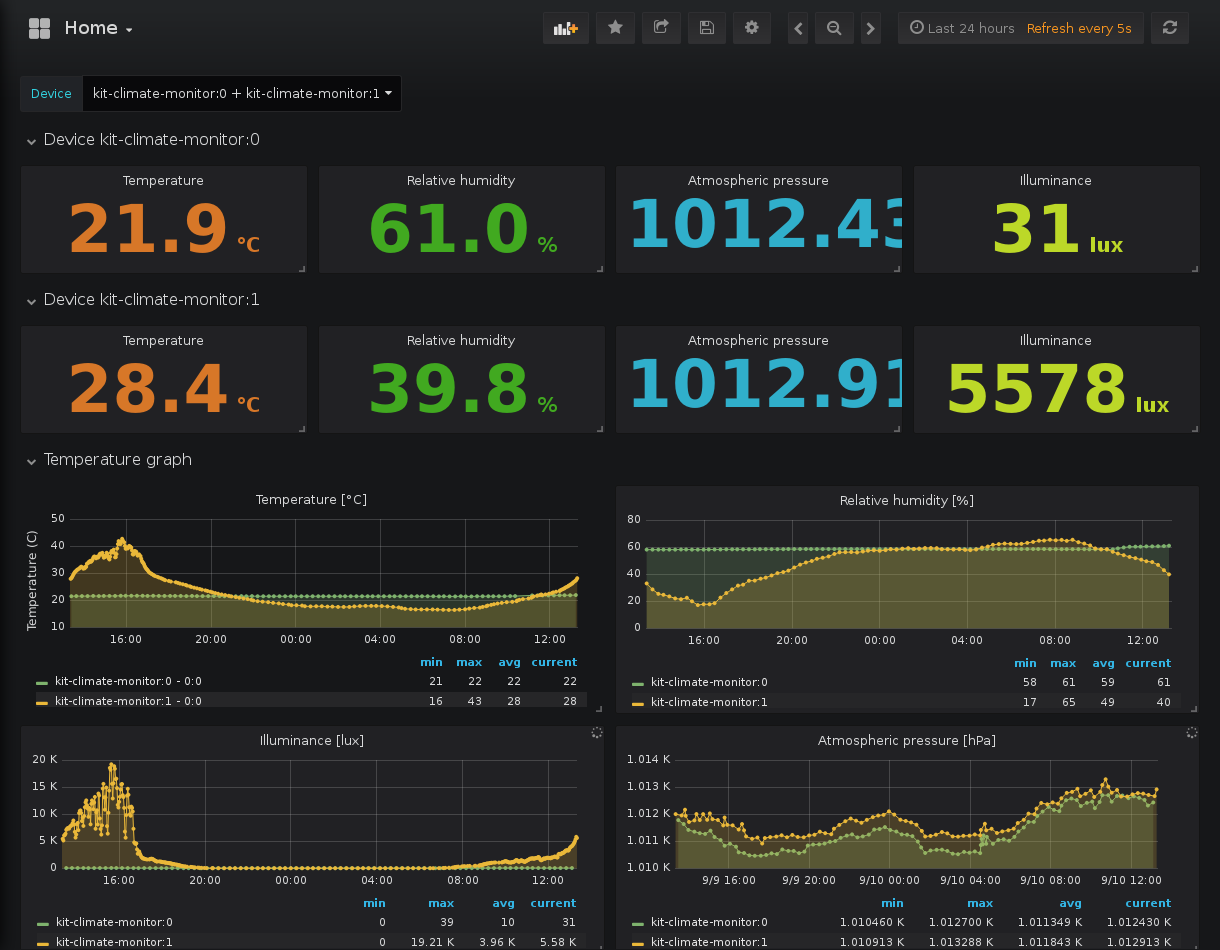 Home
Last 24 hours Refresh every 5s
Device kit-climate-monitor:0 + kit-climate-monitor:1
Device kit-climate-monitor:0
Temperature Relative humidity Atmospheric pressure Illuminance
21.9 °C 61.0 % 1012.43 31 lux
Device kit-climate-monitor:1
Temperature Relative humidity Atmospheric pressure Illuminance
28.4 °C 39.8 % 1012.91 5578 lux
Temperature graph
Temperature [°C]
Temperature (C)
50
40
30
20
10
16:00 20:00 00:00 04:00 08:00 12:00
min max avg current
kit-climate-monitor:0 - 0:0 21 22 22 22
kit-climate-monitor:1 - 0:0 16 43 28 28
Relative humidity [%]
80
60
40
20
0
16:00 20:00 00:00 04:00 08:00 12:00
min max avg current
kit-climate-monitor:0 58 61 59 61
kit-climate-monitor:1 17 65 49 40
Illuminance [lux]
20 K
15 K
10 K
5 K
0
16:00 20:00 00:00 04:00 08:00 12:00
min max avg current
kit-climate-monitor:0 0 39 10 31
kit-climate-monitor:1 0 19.21 K 3.96 K 5.58 K
Atmospheric pressure [hPa]
1.014 K
1.013 K
1.012 K
1.011 K
1.010 K
9/9 16:00 9/9 20:00 9/10 00:00 9/10 04:00 9/10 08:00 9/10 12:00
min max avg current
kit-climate-monitor:0 1.010460 K 1.012700 K 1.011349 K 1.012430 K
kit-climate-monitor:1 1.010913 K 1.013288 K 1.011843 K 1.012913 K